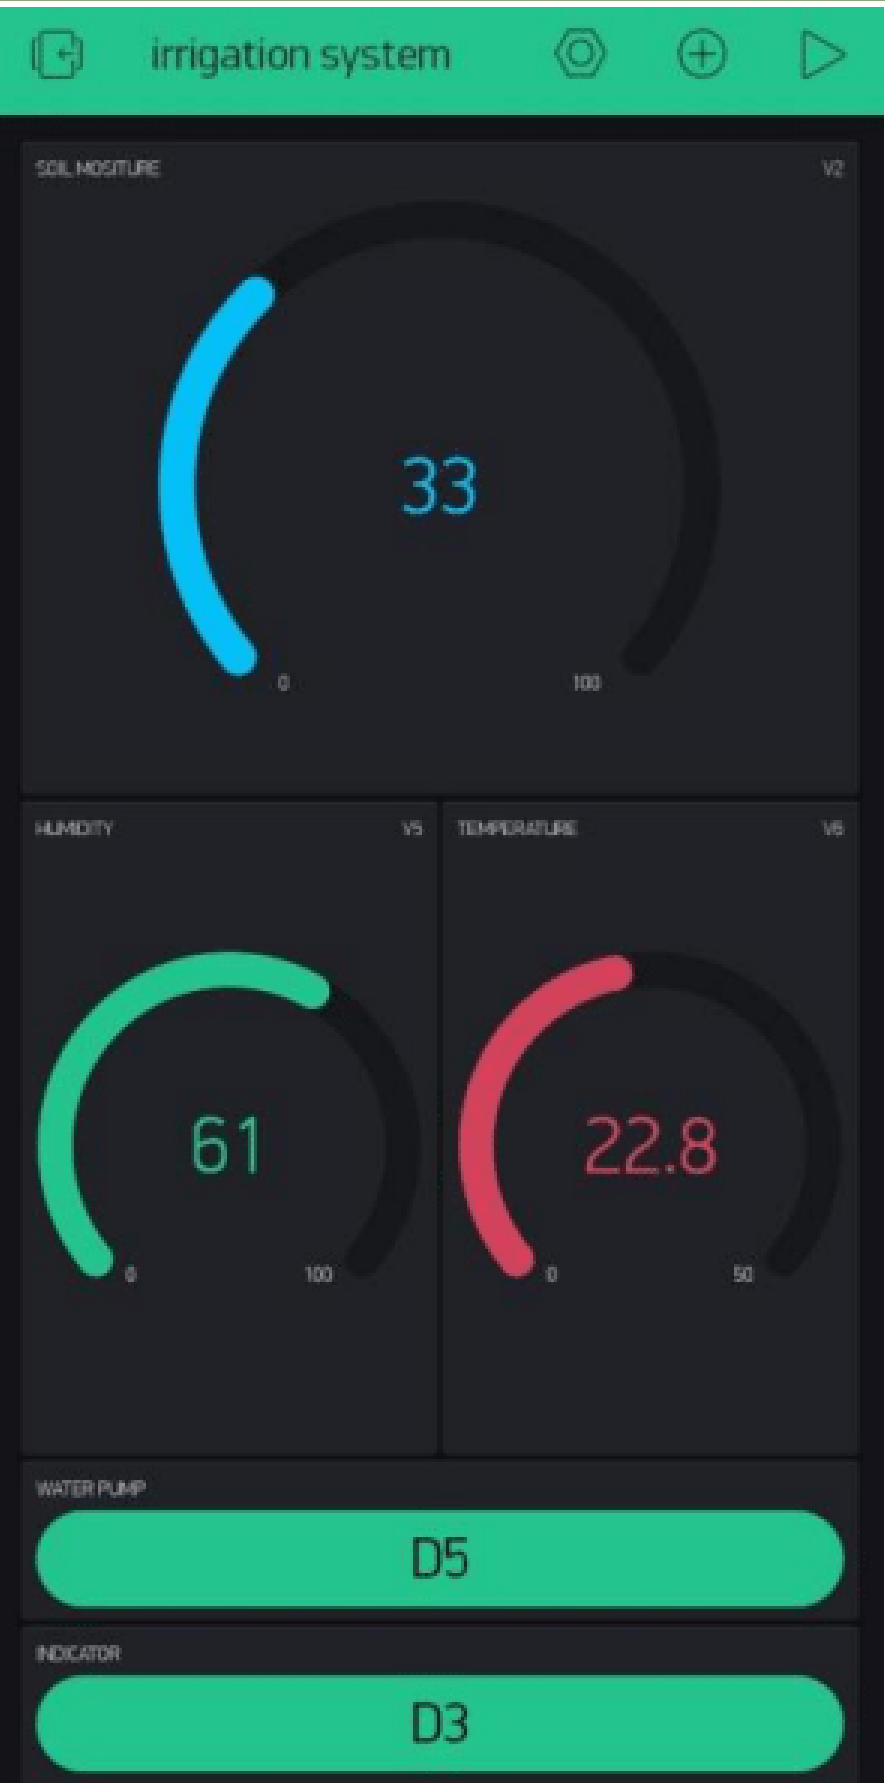 irrigation system
SOIL MOSITURE V2
33
0 100
HUMIDITY V5 TEMPERATURE V6
61 22.8
0 100 0 50
WATER PUMP
D5
INDICATOR
D3